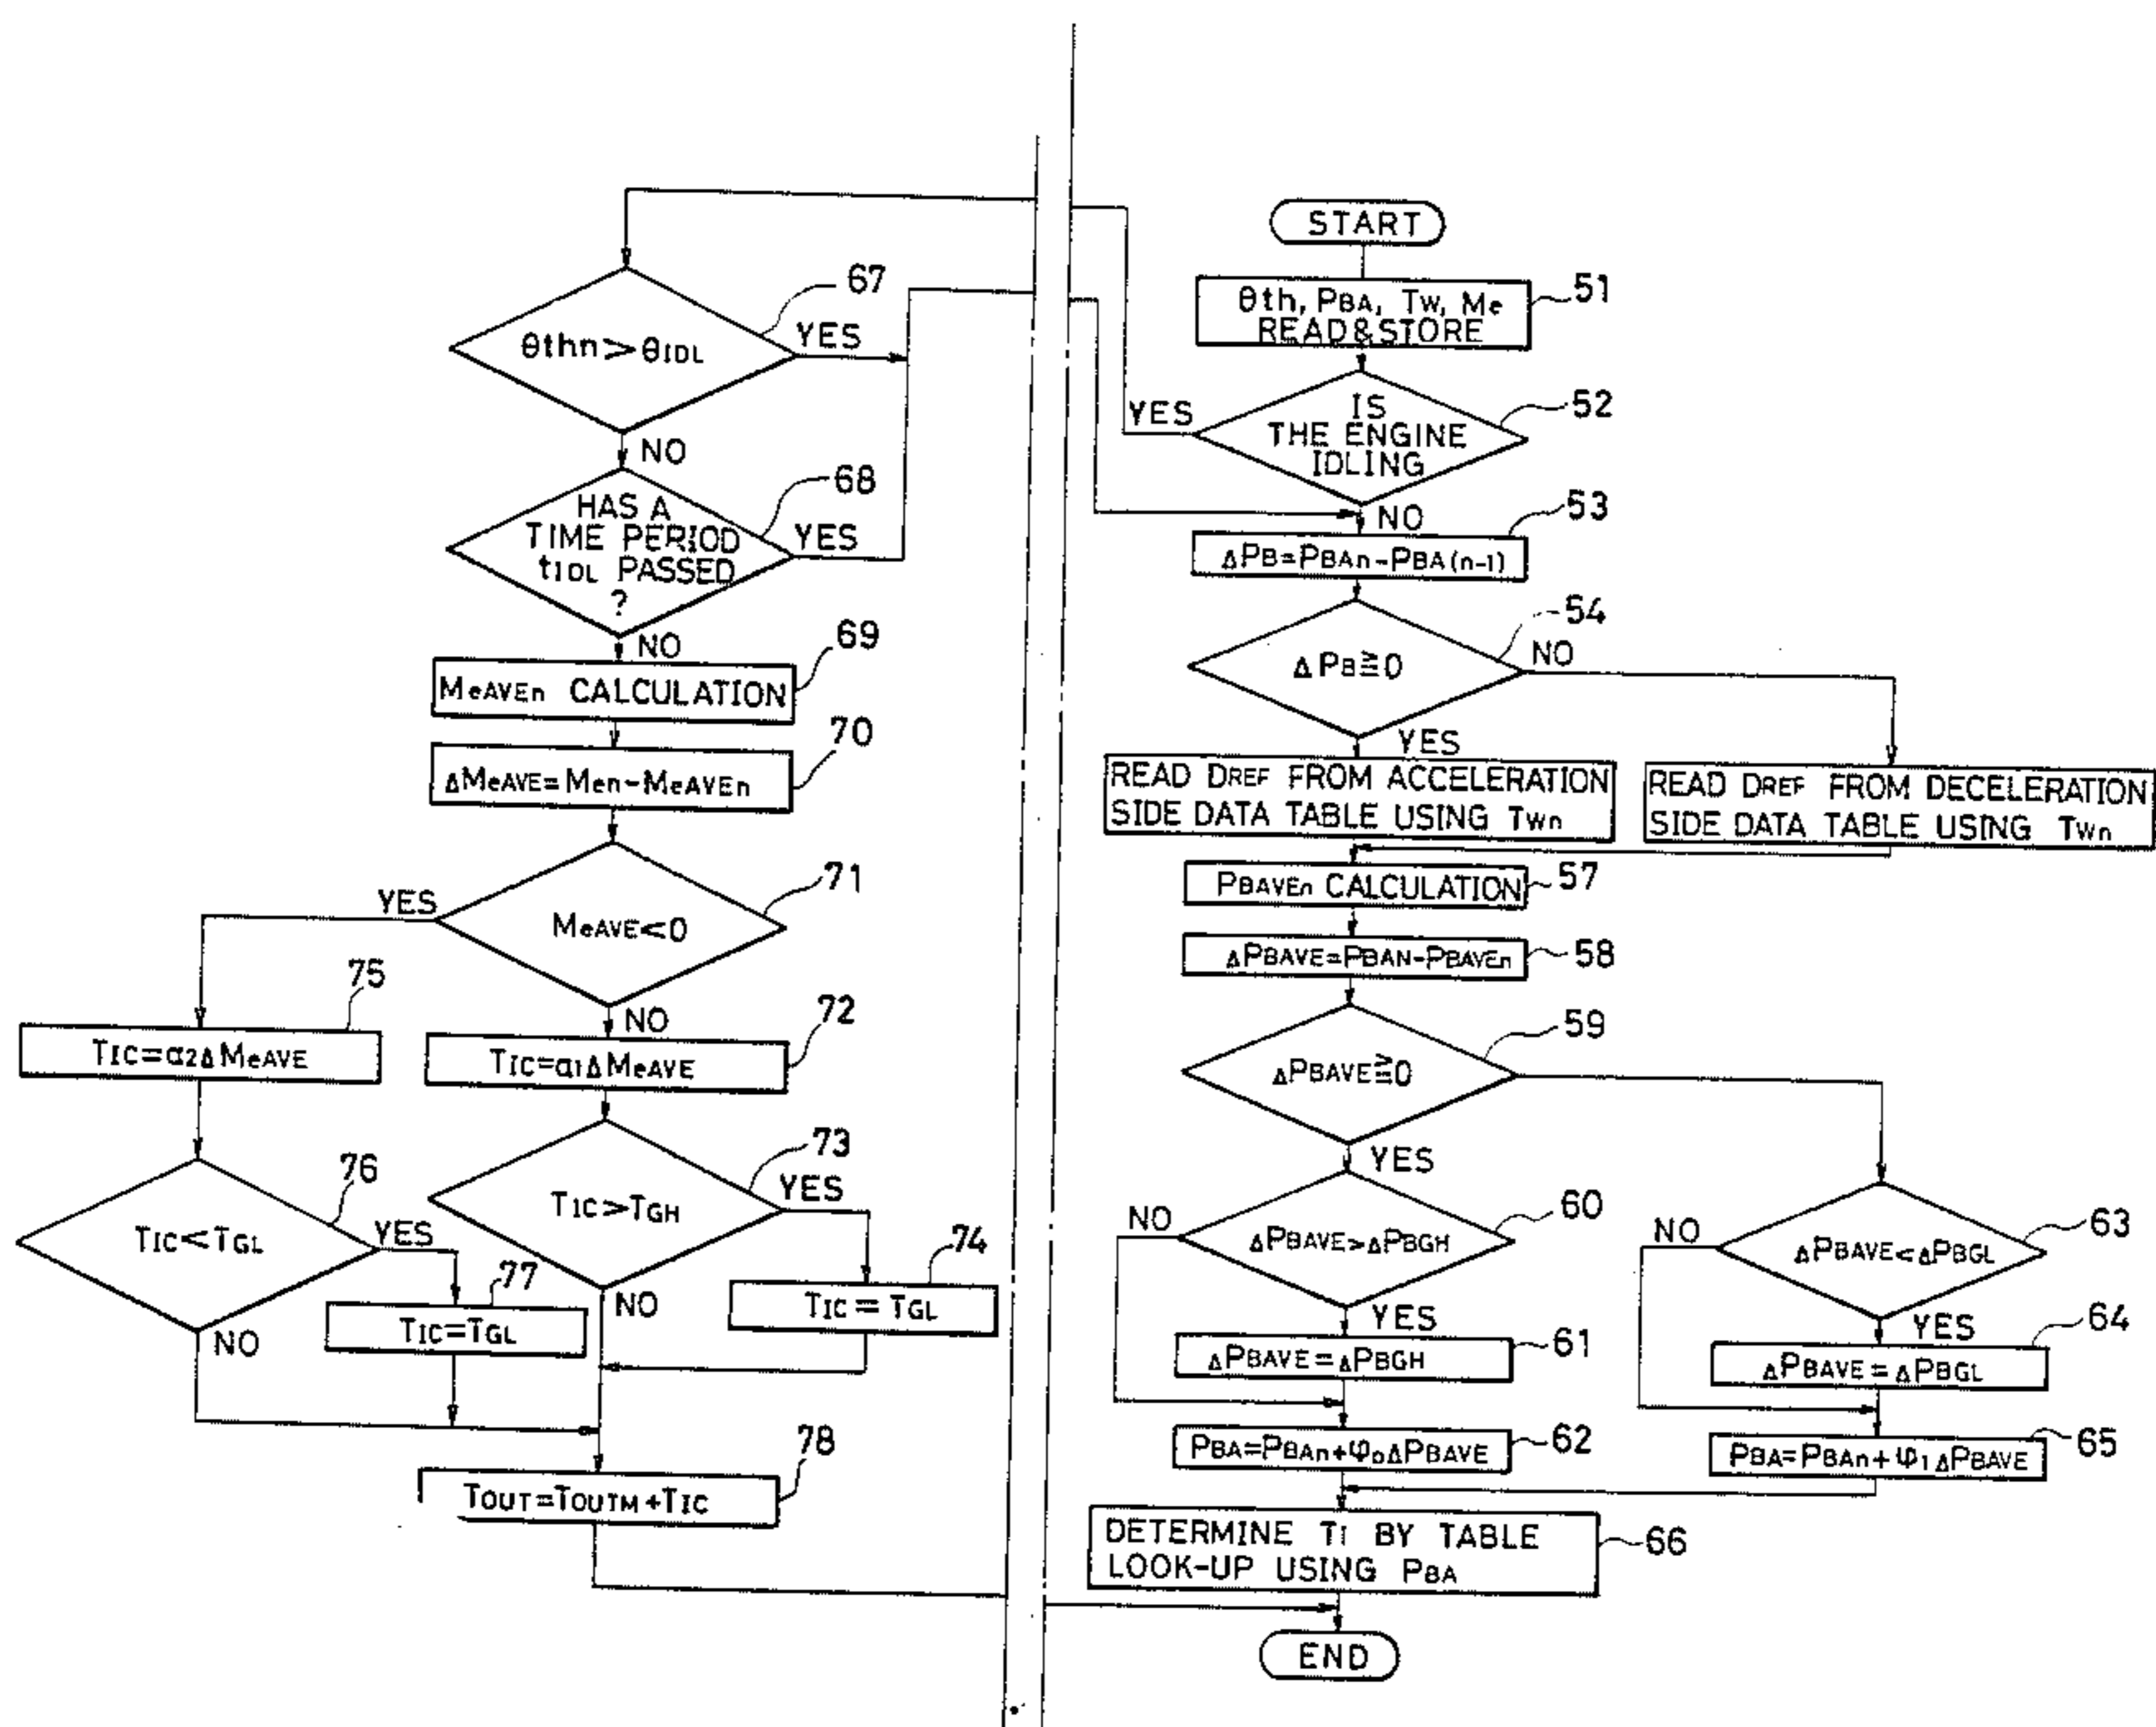 START
θth, PBA, TW, Me
READ&STORE
51
IS
THE ENGINE
IDLING
52
YES
NO
53
ΔPB=PBAn-PBA(n-1)
54
ΔPB≧0
NO
YES
READ DREF FROM ACCELERATION
SIDE DATA TABLE USING TWn
READ DREF FROM DECELERATION
SIDE DATA TABLE USING TWn
PBAVEn CALCULATION
57
ΔPBAVE=PBAN-PBAVEn
58
59
ΔPBAVE≧0
YES
60
NO
ΔPBAVE>ΔPBGH
YES
61
ΔPBAVE=ΔPBGH
PBA=PBAn+φ0ΔPBAVE
62
63
NO
ΔPBAVE<ΔPBGL
YES
64
ΔPBAVE=ΔPBGL
65
PBA=PBAn+φ1ΔPBAVE
DETERMINE Ti BY TABLE
LOOK-UP USING PBA
66
END
67
θthn>θIDL
YES
NO
68
HAS A
TIME PERIOD
tIDL PASSED
?
YES
NO
69
MeAVEn CALCULATION
70
ΔMeAVE=Men-MeAVEn
71
YES
MeAVE<0
NO
72
TIC=α1ΔMeAVE
73
TIC>TGH
YES
NO
74
TIC=TGL
75
TIC=α2ΔMeAVE
76
TIC<TGL
YES
NO
77
TIC=TGL
78
TOUT=TOUTM+TIC